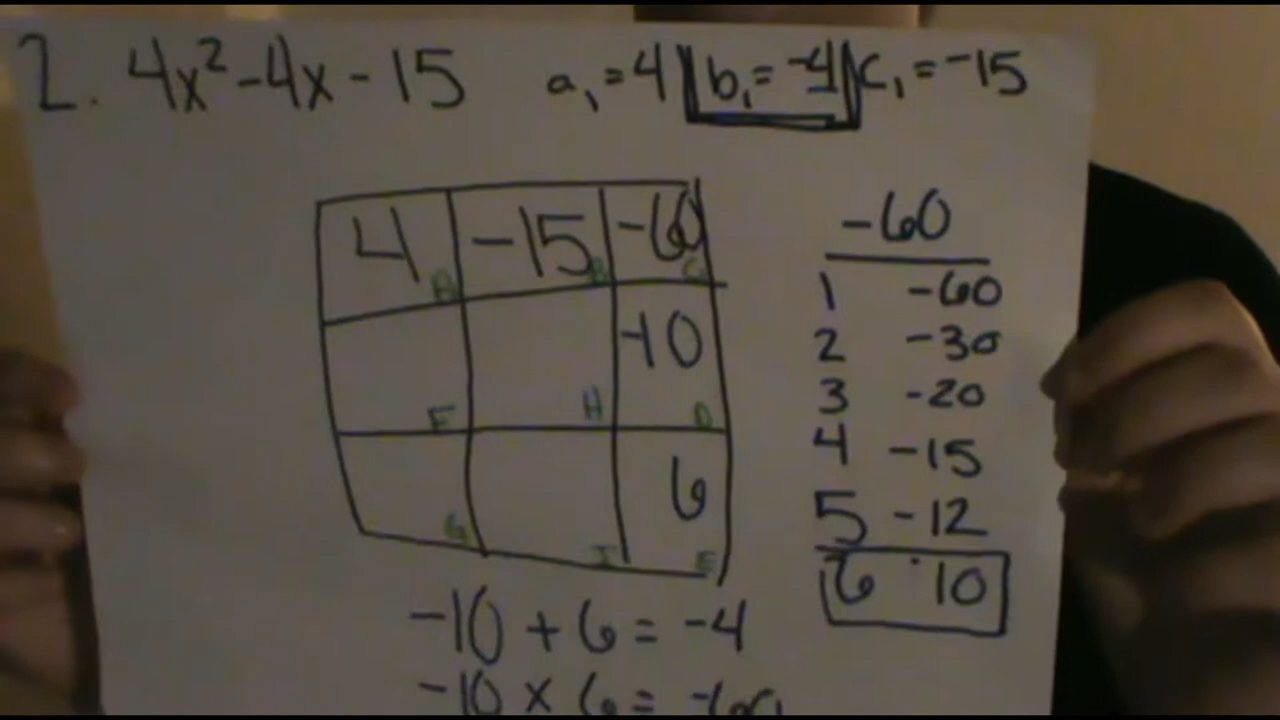 2. 4x² -4x - 15 a₁ = 4 b₁ = -4 c₁ = -15
4 A -15 B -60 C
-10
F H D
6
G I E
-60
1 -60
2 -30
3 -20
4 -15
5 -12
6 -10
-10 + 6 = -4
-10 x 6 =